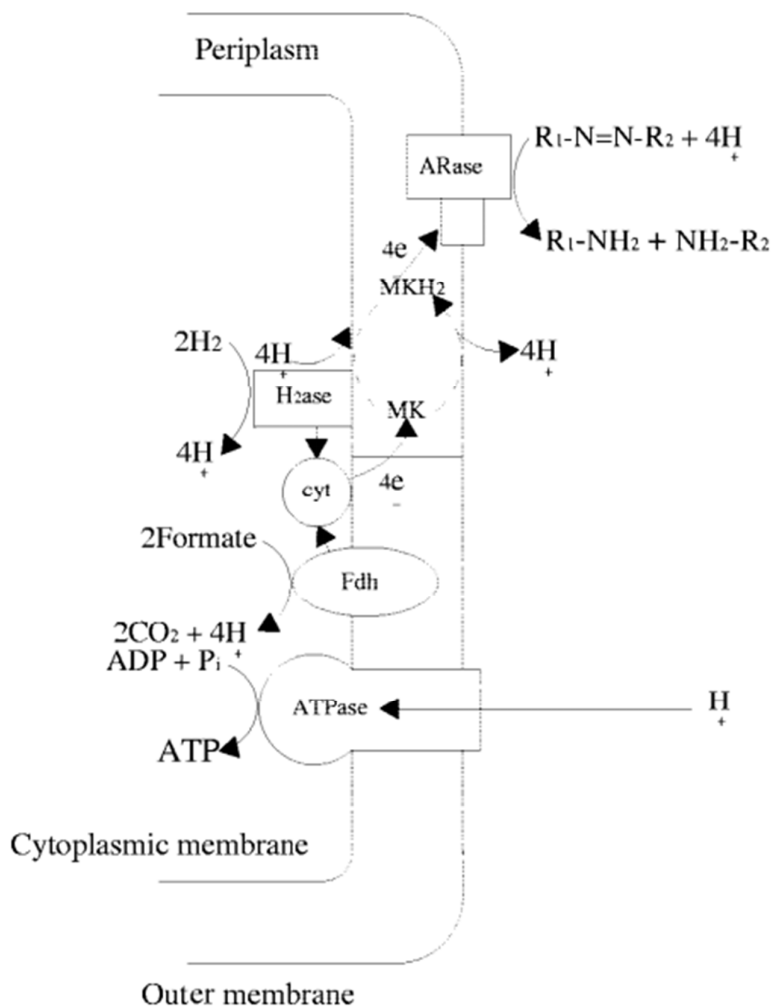 Periplasm
R1-N=N-R2 + 4H
+
ARase
R1-NH2 + NH2-R2
4e
-
MKH2
2H2
4H
+
4H
+
H2ase
MK
4H
+
cyt
4e
-
2Formate
Fdh
2CO2 + 4H
+
ADP + Pi
ATPase
H
+
ATP
Cytoplasmic membrane
Outer membrane